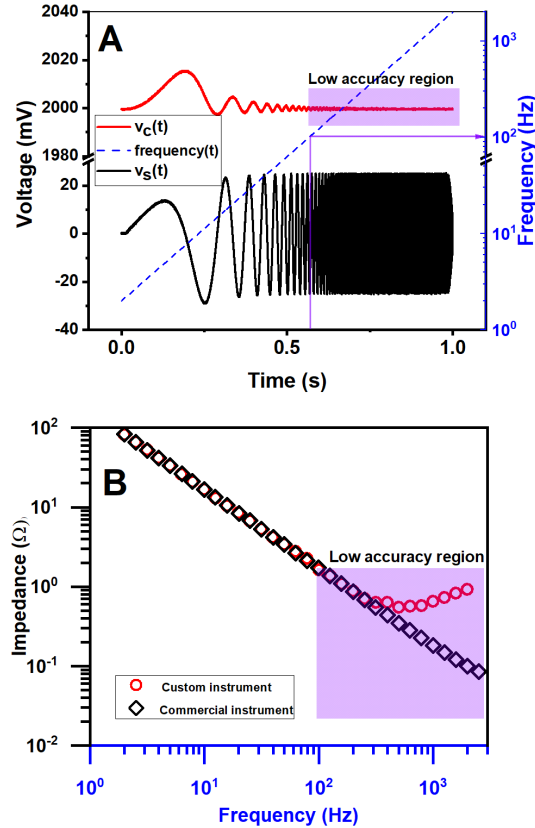 A
2040
2020
2000
1980
20
0
-20
-40
Voltage (mV)
Low accuracy region
v_C(t)
frequency(t)
v_S(t)
10³
10²
10¹
10⁰
Frequency (Hz)
0.0 0.5 1.0
Time (s)
B
10²
10¹
10⁰
10⁻¹
10⁻²
Impedance (Ω)
Low accuracy region
Custom instrument
Commercial instrument
10⁰ 10¹ 10² 10³
Frequency (Hz)